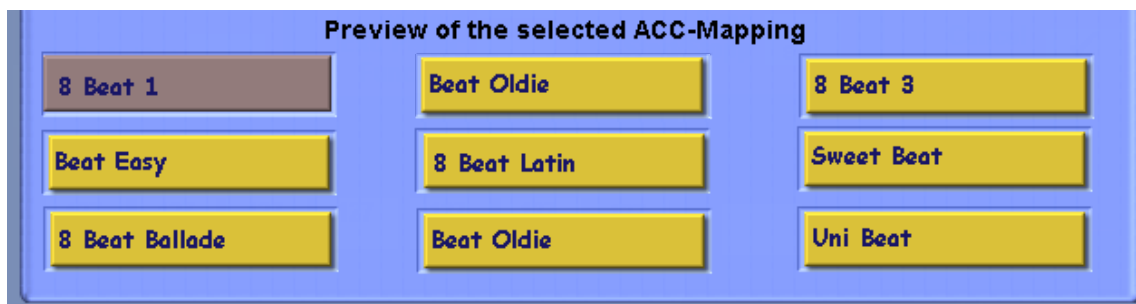 Preview of the selected ACC-Mapping
8 Beat 1
Beat Oldie
8 Beat 3
Beat Easy
8 Beat Latin
Sweet Beat
8 Beat Ballade
Beat Oldie
Uni Beat